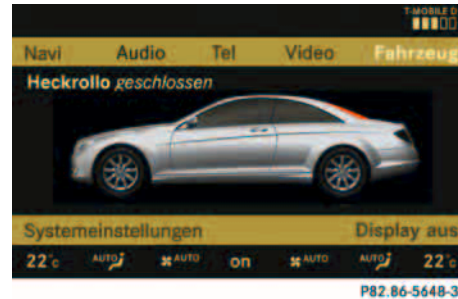 T-MOBILE D
Navi Audio Tel Video Fahrzeug
Heckrollo geschlossen
Systemeinstellungen Display aus
22°c AUTO AUTO on AUTO AUTO 22°c
P82.86-5648-3